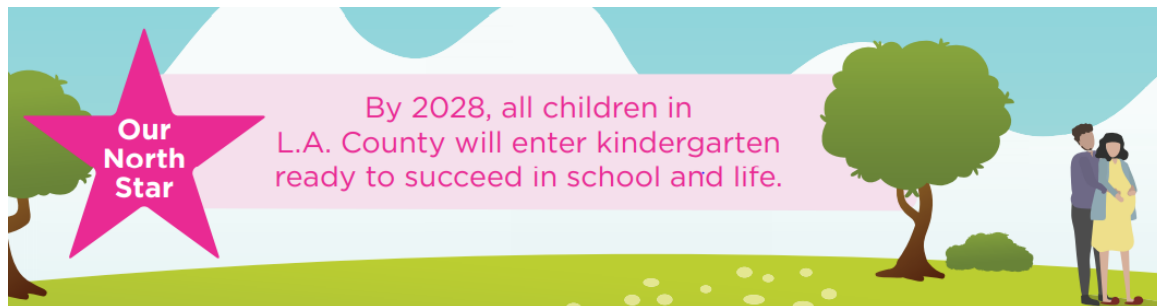 Our
North
Star
By 2028, all children in
L.A. County will enter kindergarten
ready to succeed in school and life.